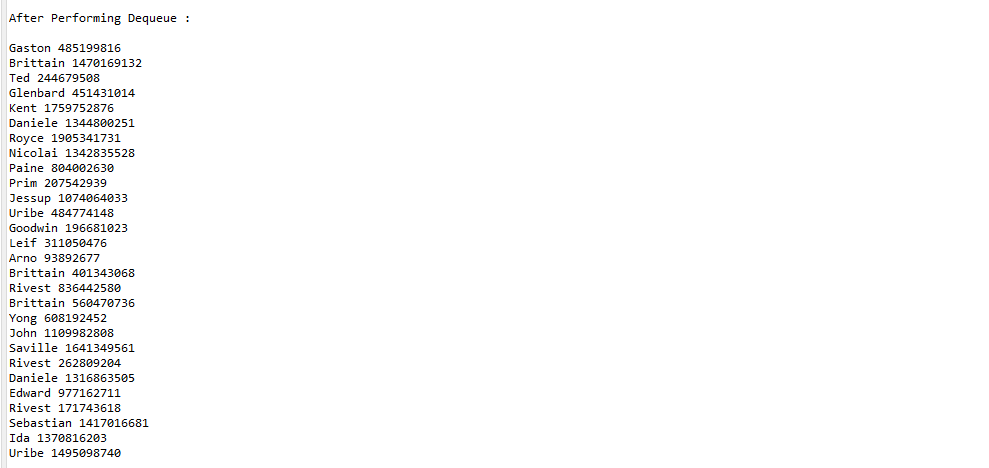 After Performing Dequeue :
Gaston 485199816
Brittain 1470169132
Ted 244679508
Glenbard 451431014
Kent 1759752876
Daniele 1344800251
Royce 1905341731
Nicolai 1342835528
Paine 804002630
Prim 207542939
Jessup 1074064033
Uribe 484774148
Goodwin 196681023
Leif 311050476
Arno 93892677
Brittain 401343068
Rivest 836442580
Brittain 560470736
Yong 608192452
John 1109982808
Saville 1641349561
Rivest 262809204
Daniele 1316863505
Edward 977162711
Rivest 171743618
Sebastian 1417016681
Ida 1370816203
Uribe 1495098740